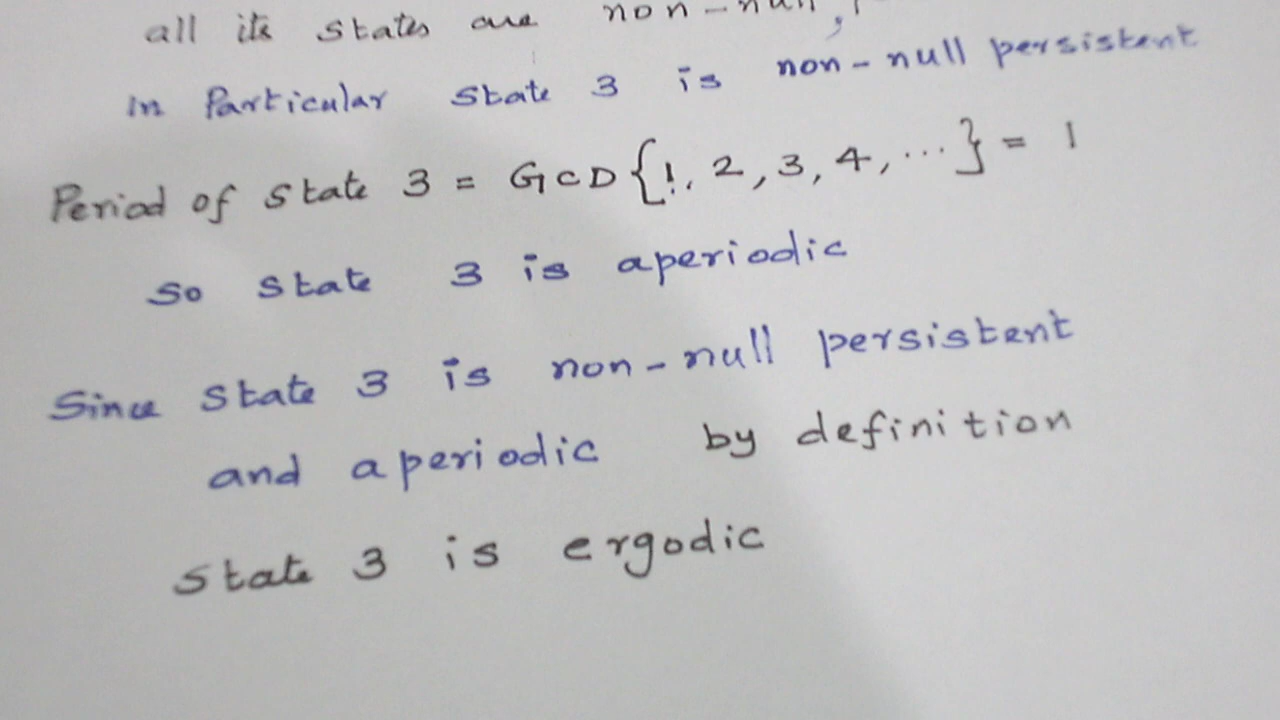 all its states are non-null
in Particular State 3 is non-null persistent
Period of State 3 = GCD {1, 2, 3, 4, ...} = 1
So State 3 is aperiodic
Since State 3 is non-null persistent
and aperiodic by definition
State 3 is ergodic